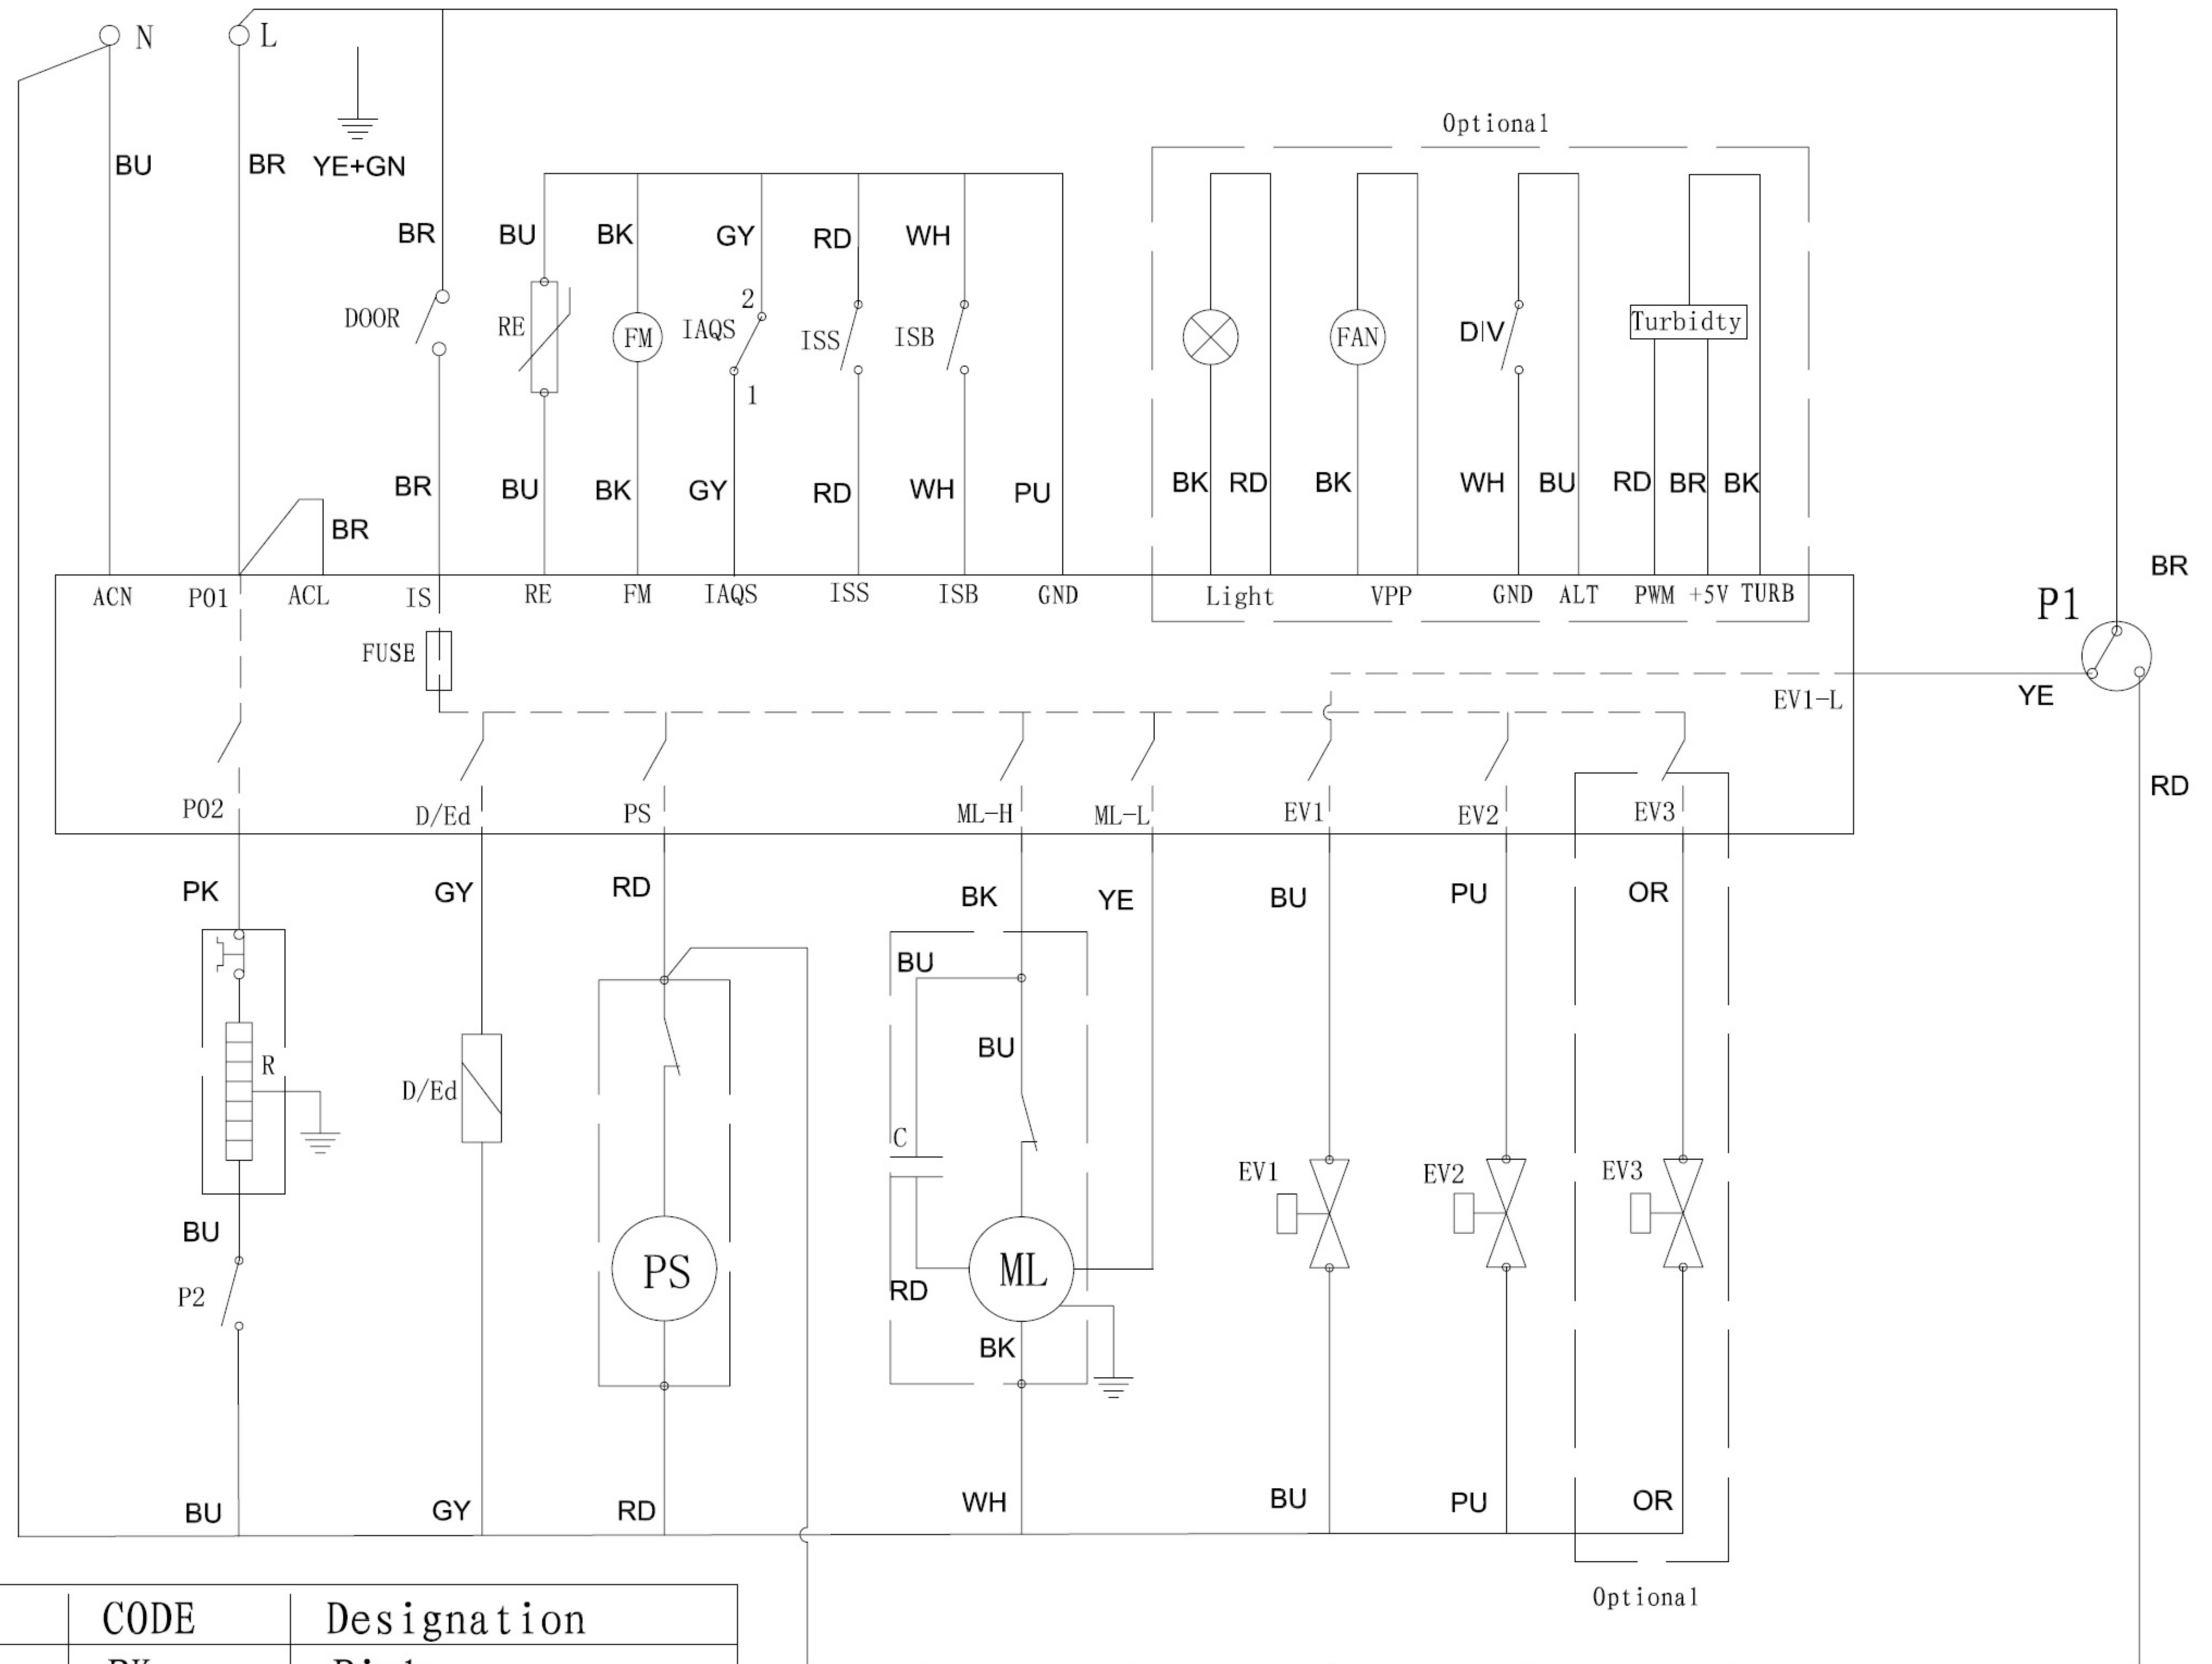 N L
Optional
BU BR YE+GN
BR BU BK GY RD WH
DOOR RE FM IAQS 2 ISS ISB FAN DIV Turbidty
1
BR BU BK GY RD WH PU BK RD BK WH BU RD BR BK
BR
BR
ACN P01 ACL IS RE FM IAQS ISS ISB GND Light VPP GND ALT PWM +5V TURB
P1
FUSE
EV1-L YE
RD
P02 D/Ed PS ML-H ML-L EV1 EV2 EV3
PK GY RD BK YE BU PU OR
BU
BU
R
D/Ed
C
EV1 EV2 EV3
BU
P2 PS ML
RD
BK
BU GY RD WH BU PU OR
Optional
CODE Designation